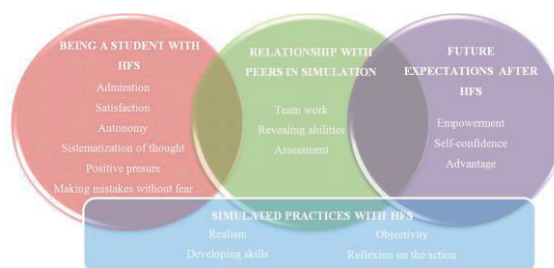 BEING A STUDENT WITH
HFS
Admiration
Satisfaction
Autonomy
Sistematization of thought
Positive presure
Making mistakes without fear
RELATIONSHIP WITH
PEERS IN SIMULATION
Team work
Revealing abilities
Assessment
FUTURE
EXPECTATIONS AFTER
HFS
Empowerment
Self-confidence
Advantage
SIMULATED PRACTICES WITH HFS
Realism
Objectivity
Developing skills
Reflexion on the action